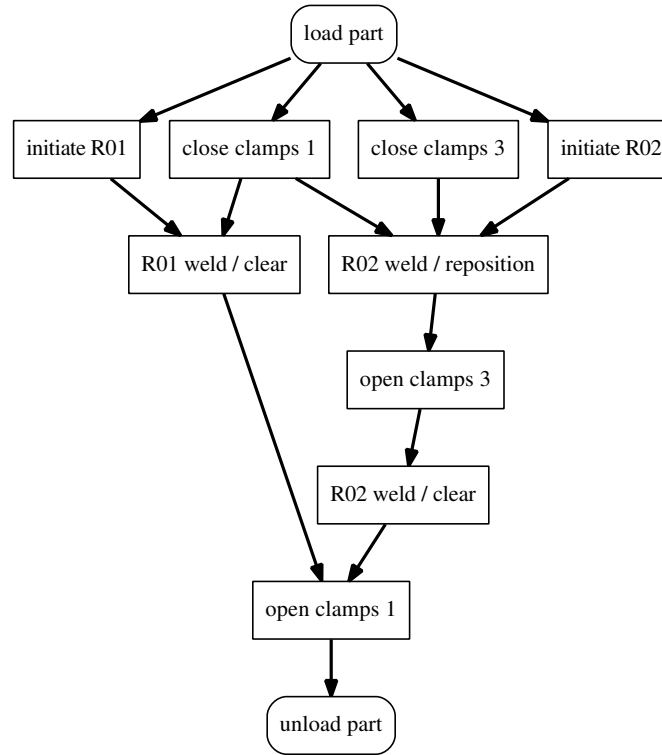 load part
initiate R01
close clamps 1
close clamps 3
initiate R02
R01 weld / clear
R02 weld / reposition
open clamps 3
R02 weld / clear
open clamps 1
unload part